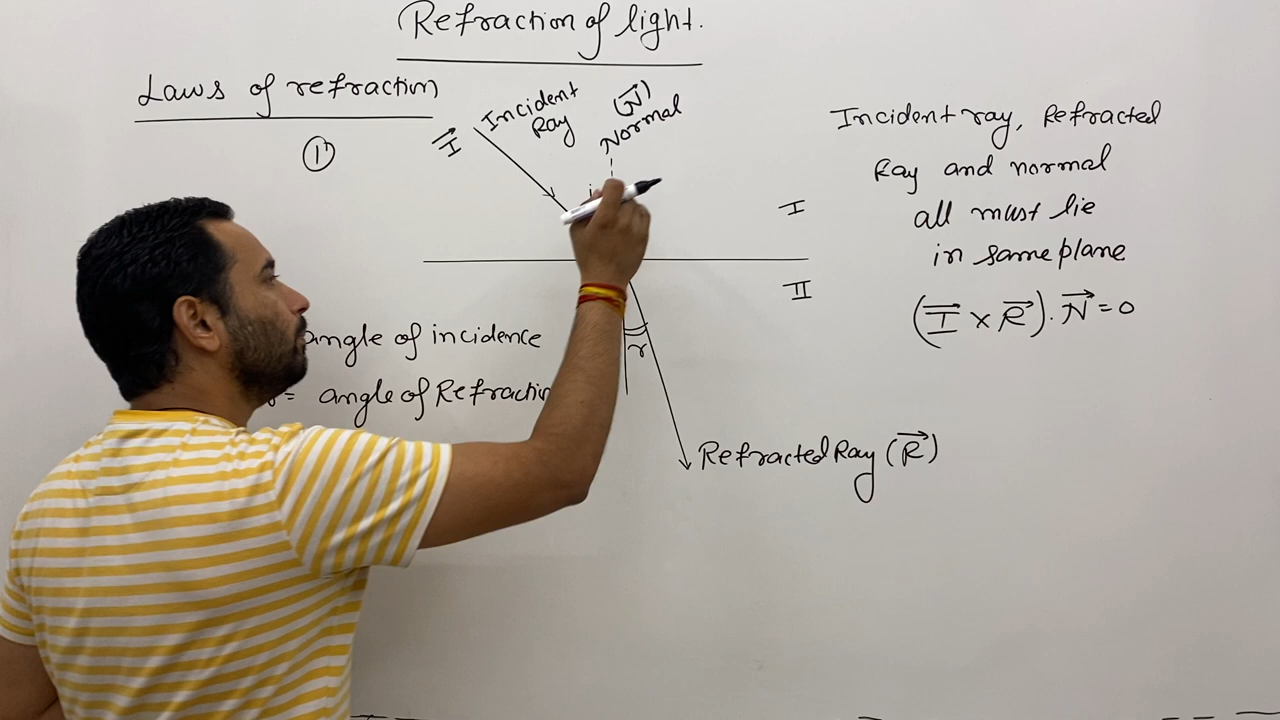 Refraction of light.
Laws of refraction
①
I⃗
Incident
Ray
(N⃗)
Normal
i
I
II
r
angle of incidence
= angle of Refractin
Refracted Ray (R⃗)
Incident ray, Refracted
Ray and normal
all must lie
in same plane
(I⃗ × R⃗). N⃗ = 0